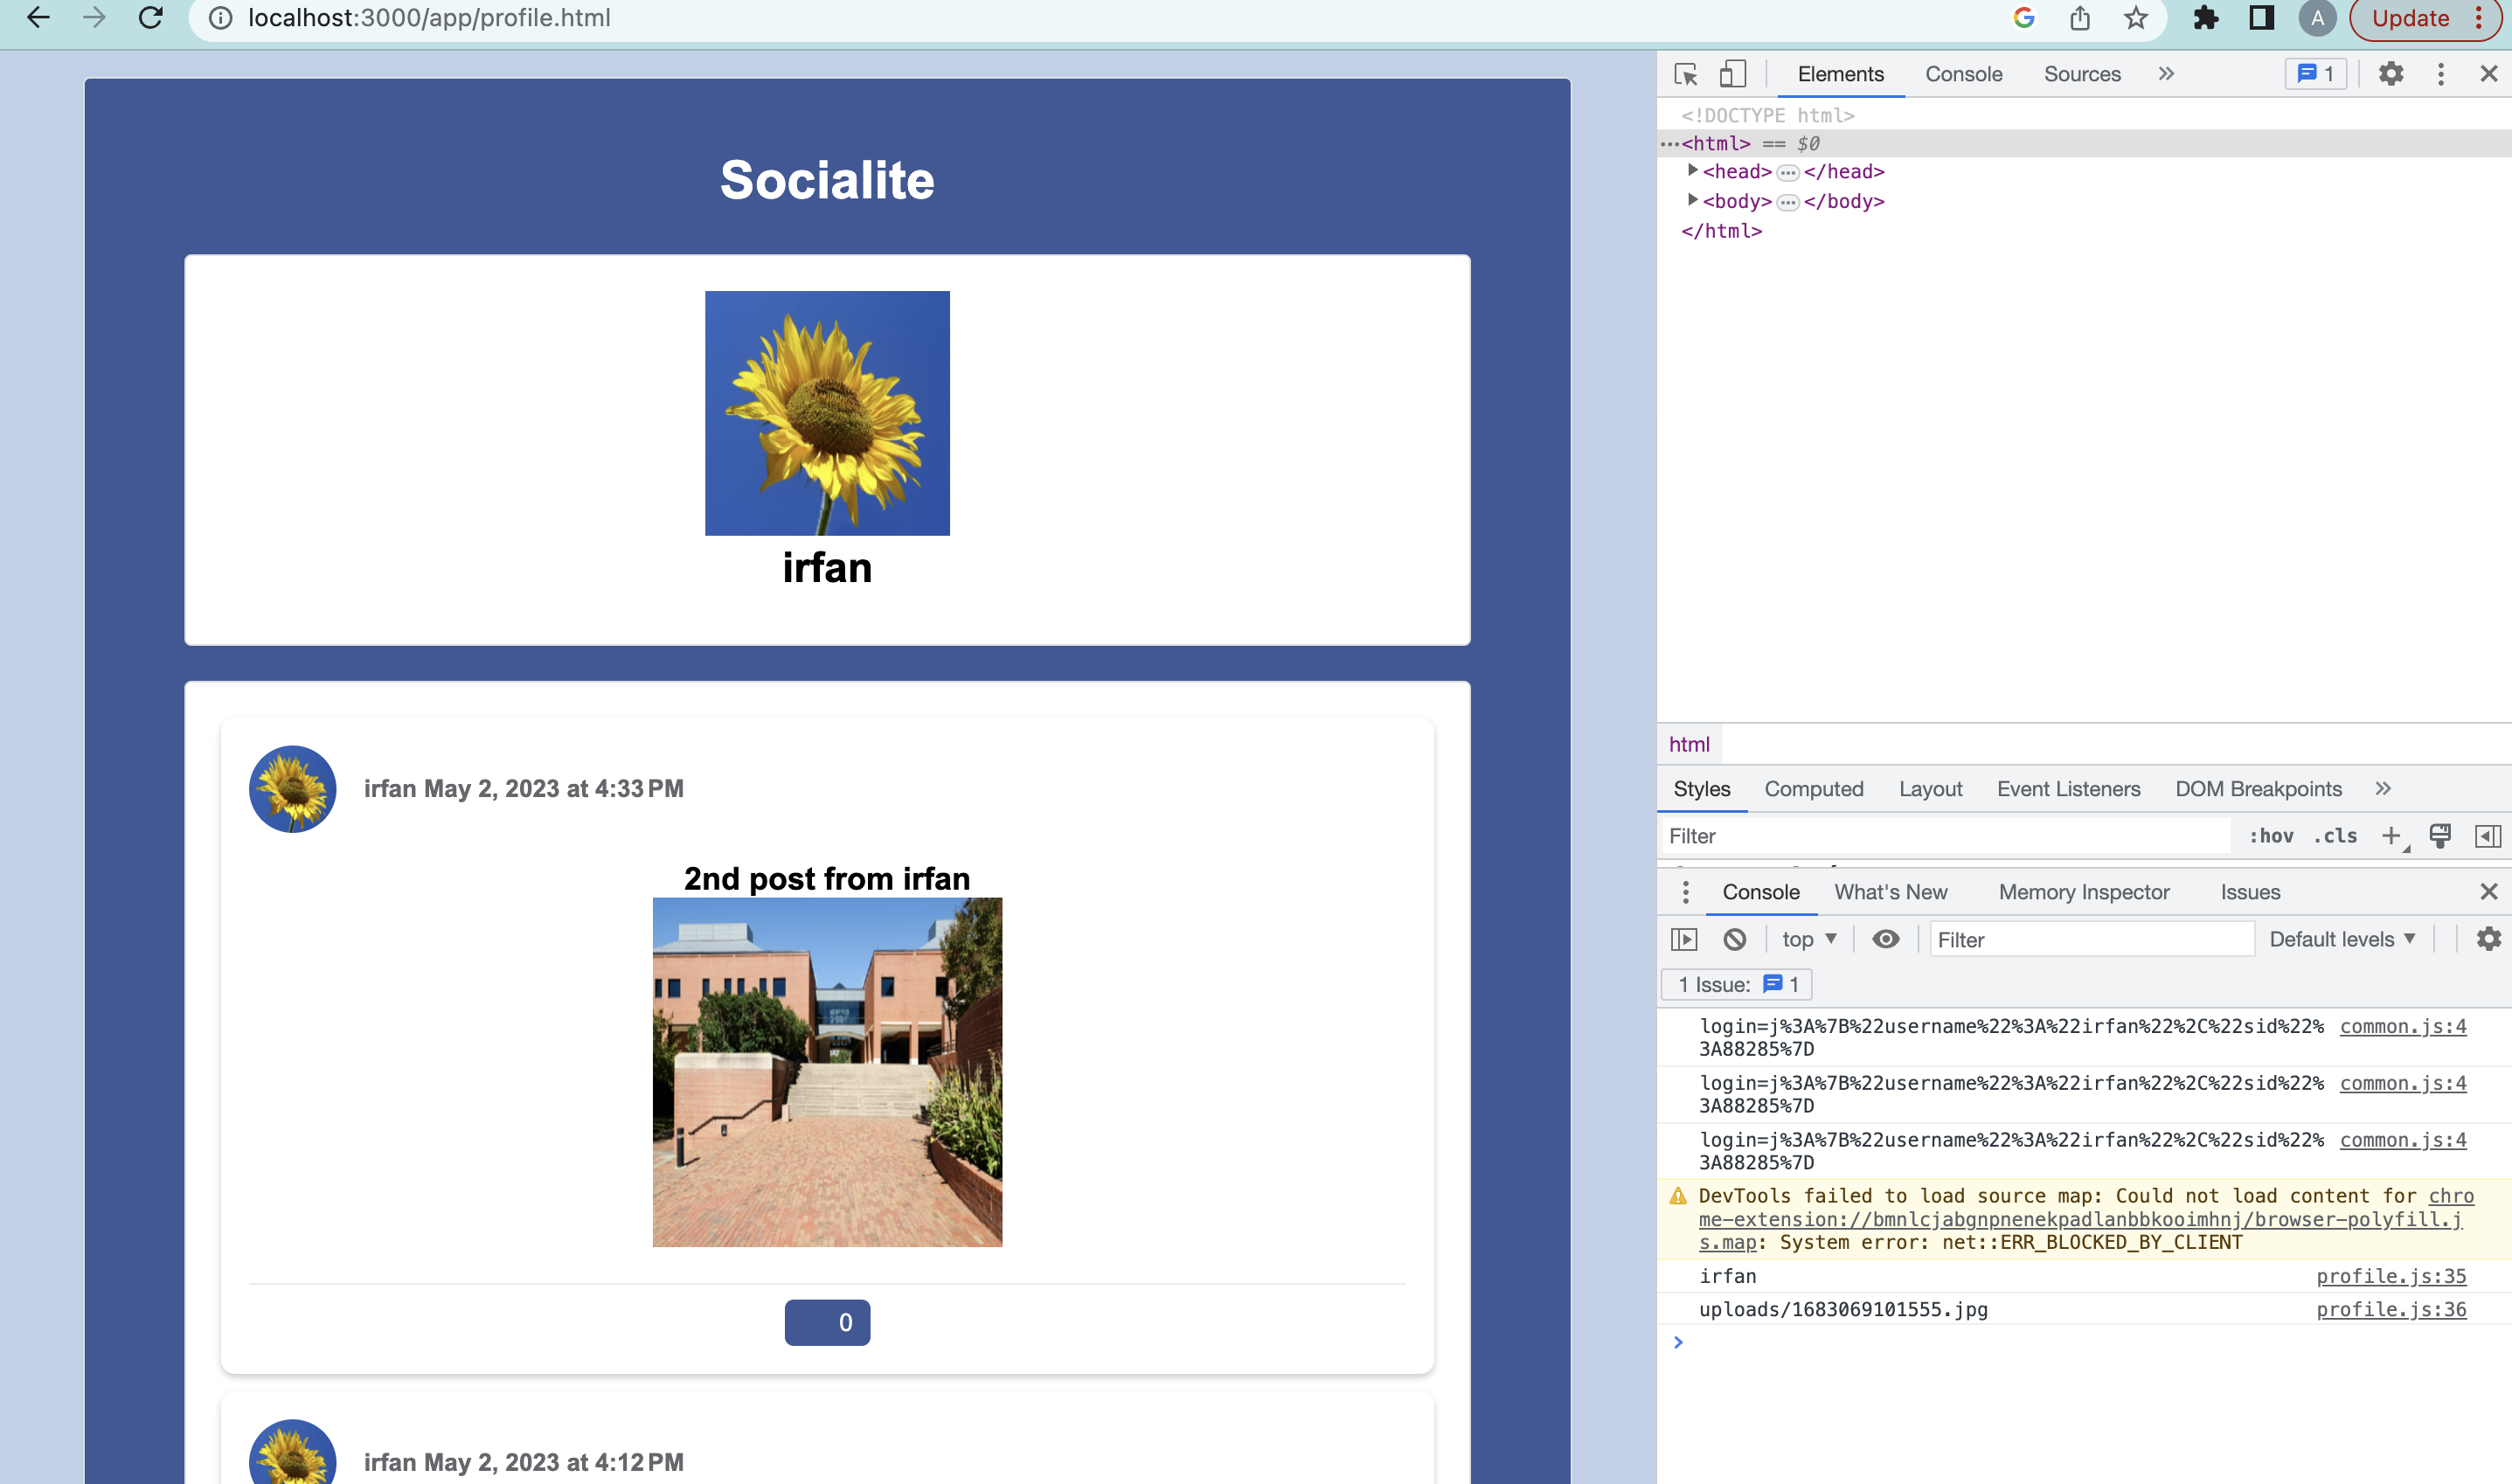 localhost:3000/app/profile.html
A
Update
Socialite
irfan
irfan May 2, 2023 at 4:33 PM
2nd post from irfan
0
irfan May 2, 2023 at 4:12 PM
Elements Console Sources » 1
<!DOCTYPE html>
···<html> == $0
<head>···</head>
<body>···</body>
</html>
html
Styles Computed Layout Event Listeners DOM Breakpoints »
Filter :hov .cls +
Console What's New Memory Inspector Issues
top Filter Default levels
1 Issue: 1
login=j%3A%7B%22username%22%3A%22irfan%22%2C%22sid%22% common.js:4
3A88285%7D
login=j%3A%7B%22username%22%3A%22irfan%22%2C%22sid%22% common.js:4
3A88285%7D
login=j%3A%7B%22username%22%3A%22irfan%22%2C%22sid%22% common.js:4
3A88285%7D
DevTools failed to load source map: Could not load content for chro
me-extension://bmnlcjabgnpnenekpadlanbbkooimhnj/browser-polyfill.j
s.map: System error: net::ERR_BLOCKED_BY_CLIENT
irfan profile.js:35
uploads/1683069101555.jpg profile.js:36